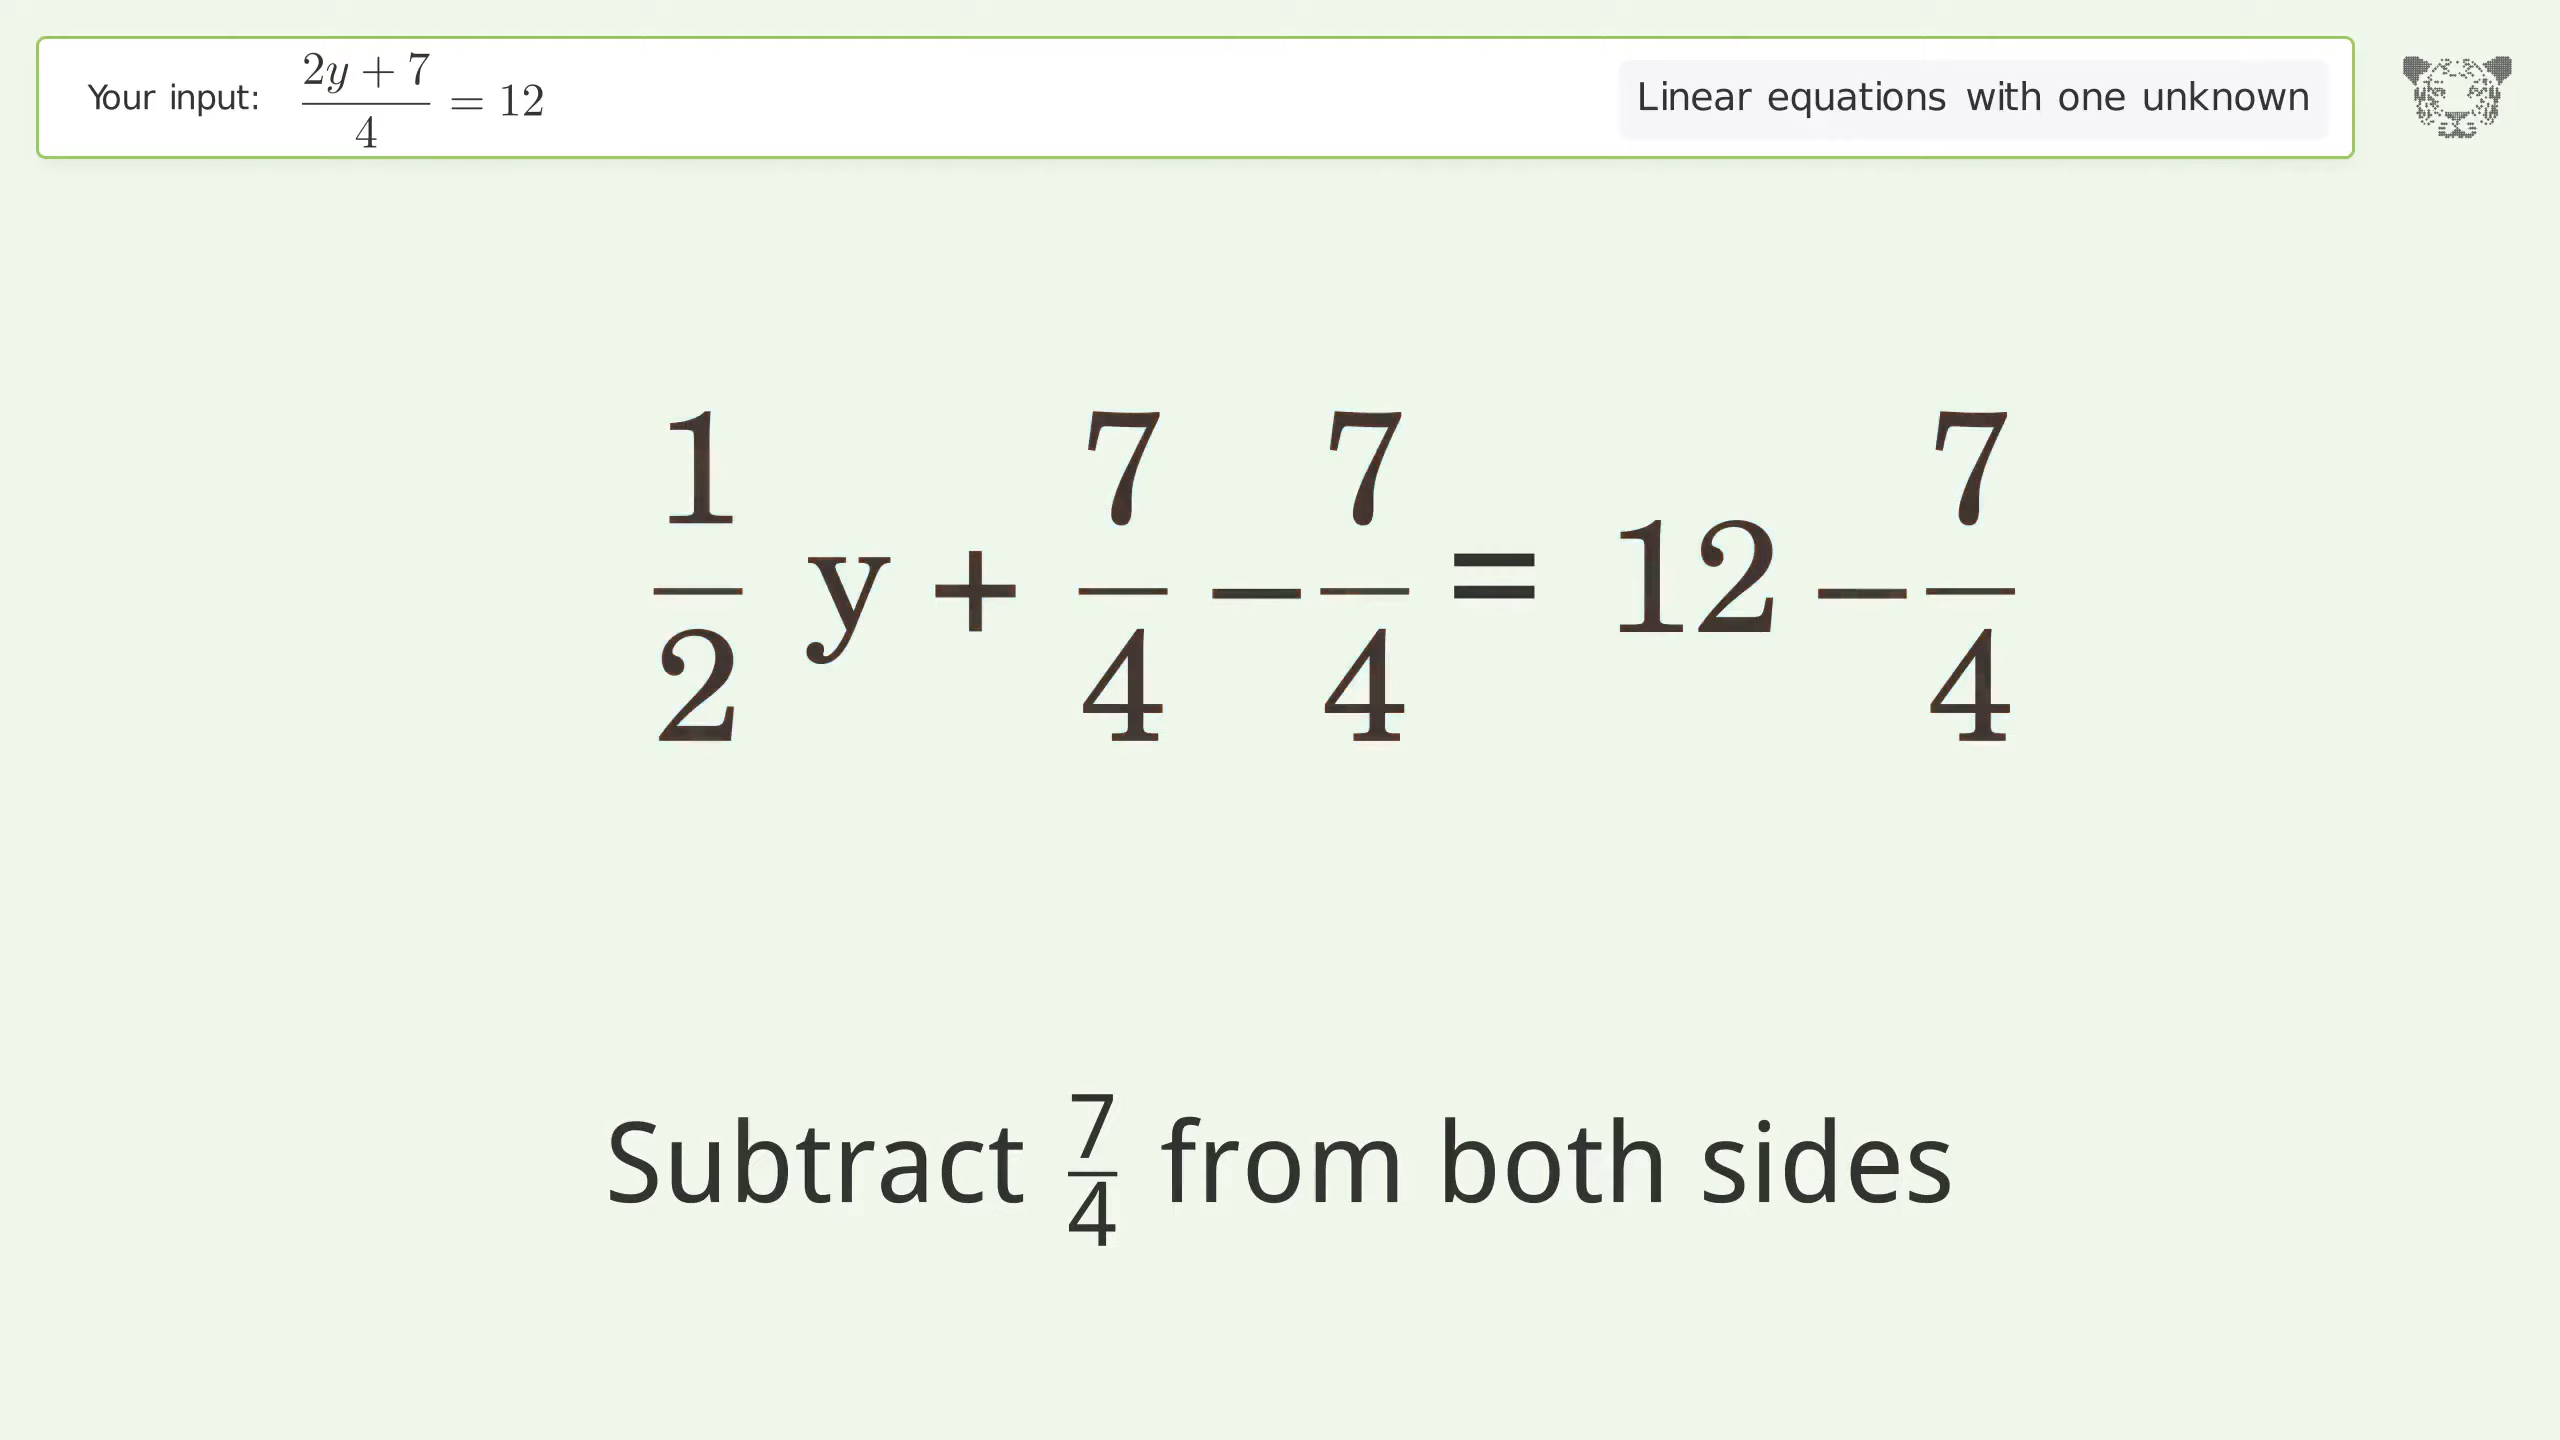 Your input: (2y + 7)/4 = 12
Linear equations with one unknown
1/2 y + 7/4 − 7/4 = 12 − 7/4
Subtract 7/4 from both sides